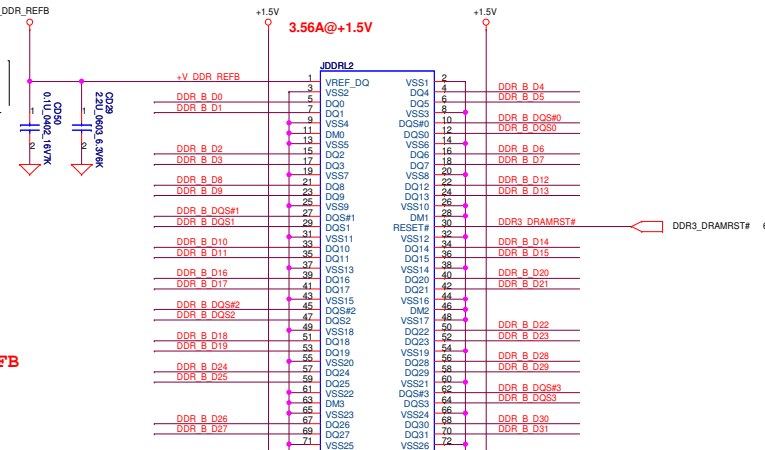 _DDR_REFB
+1.5V
+1.5V
3.56A@+1.5V
JDDRL2
+V_DDR_REFB 1 VREF_DQ VSS1 2
3 VSS2 DQ4 4 DDR_B_D4
DDR_B_D0 5 DQ0 DQ5 6 DDR_B_D5
DDR_B_D1 7 DQ1 VSS3 8
9 VSS4 DQS#0 10 DDR_B_DQS#0
11 DM0 DQS0 12 DDR_B_DQS0
13 VSS5 VSS6 14
DDR_B_D2 15 DQ2 DQ6 16 DDR_B_D6
DDR_B_D3 17 DQ3 DQ7 18 DDR_B_D7
19 VSS7 VSS8 20
DDR_B_D8 21 DQ8 DQ12 22 DDR_B_D12
DDR_B_D9 23 DQ9 DQ13 24 DDR_B_D13
25 VSS9 VSS10 26
DDR_B_DQS#1 27 DQS#1 DM1 28
DDR_B_DQS1 29 DQS1 RESET# 30 DDR3_DRAMRST# DDR3_DRAMRST# 6
31 VSS11 VSS12 32
DDR_B_D10 33 DQ10 DQ14 34 DDR_B_D14
DDR_B_D11 35 DQ11 DQ15 36 DDR_B_D15
37 VSS13 VSS14 38
DDR_B_D16 39 DQ16 DQ20 40 DDR_B_D20
DDR_B_D17 41 DQ17 DQ21 42 DDR_B_D21
43 VSS15 VSS16 44
DDR_B_DQS#2 45 DQS#2 DM2 46
DDR_B_DQS2 47 DQS2 VSS17 48
49 VSS18 DQ22 50 DDR_B_D22
DDR_B_D18 51 DQ18 DQ23 52 DDR_B_D23
DDR_B_D19 53 DQ19 VSS19 54
55 VSS20 DQ28 56 DDR_B_D28
DDR_B_D24 57 DQ24 DQ29 58 DDR_B_D29
DDR_B_D25 59 DQ25 VSS21 60
61 VSS22 DQS#3 62 DDR_B_DQS#3
63 DM3 DQS3 64 DDR_B_DQS3
65 VSS23 VSS24 66
DDR_B_D26 67 DQ26 DQ30 68 DDR_B_D30
DDR_B_D27 69 DQ27 DQ31 70 DDR_B_D31
71 VSS25 VSS26 72
1
2
CD50
0.1U_0402_16V7K
1
2
CD29
2.2U_0603_6.3V6K
FB